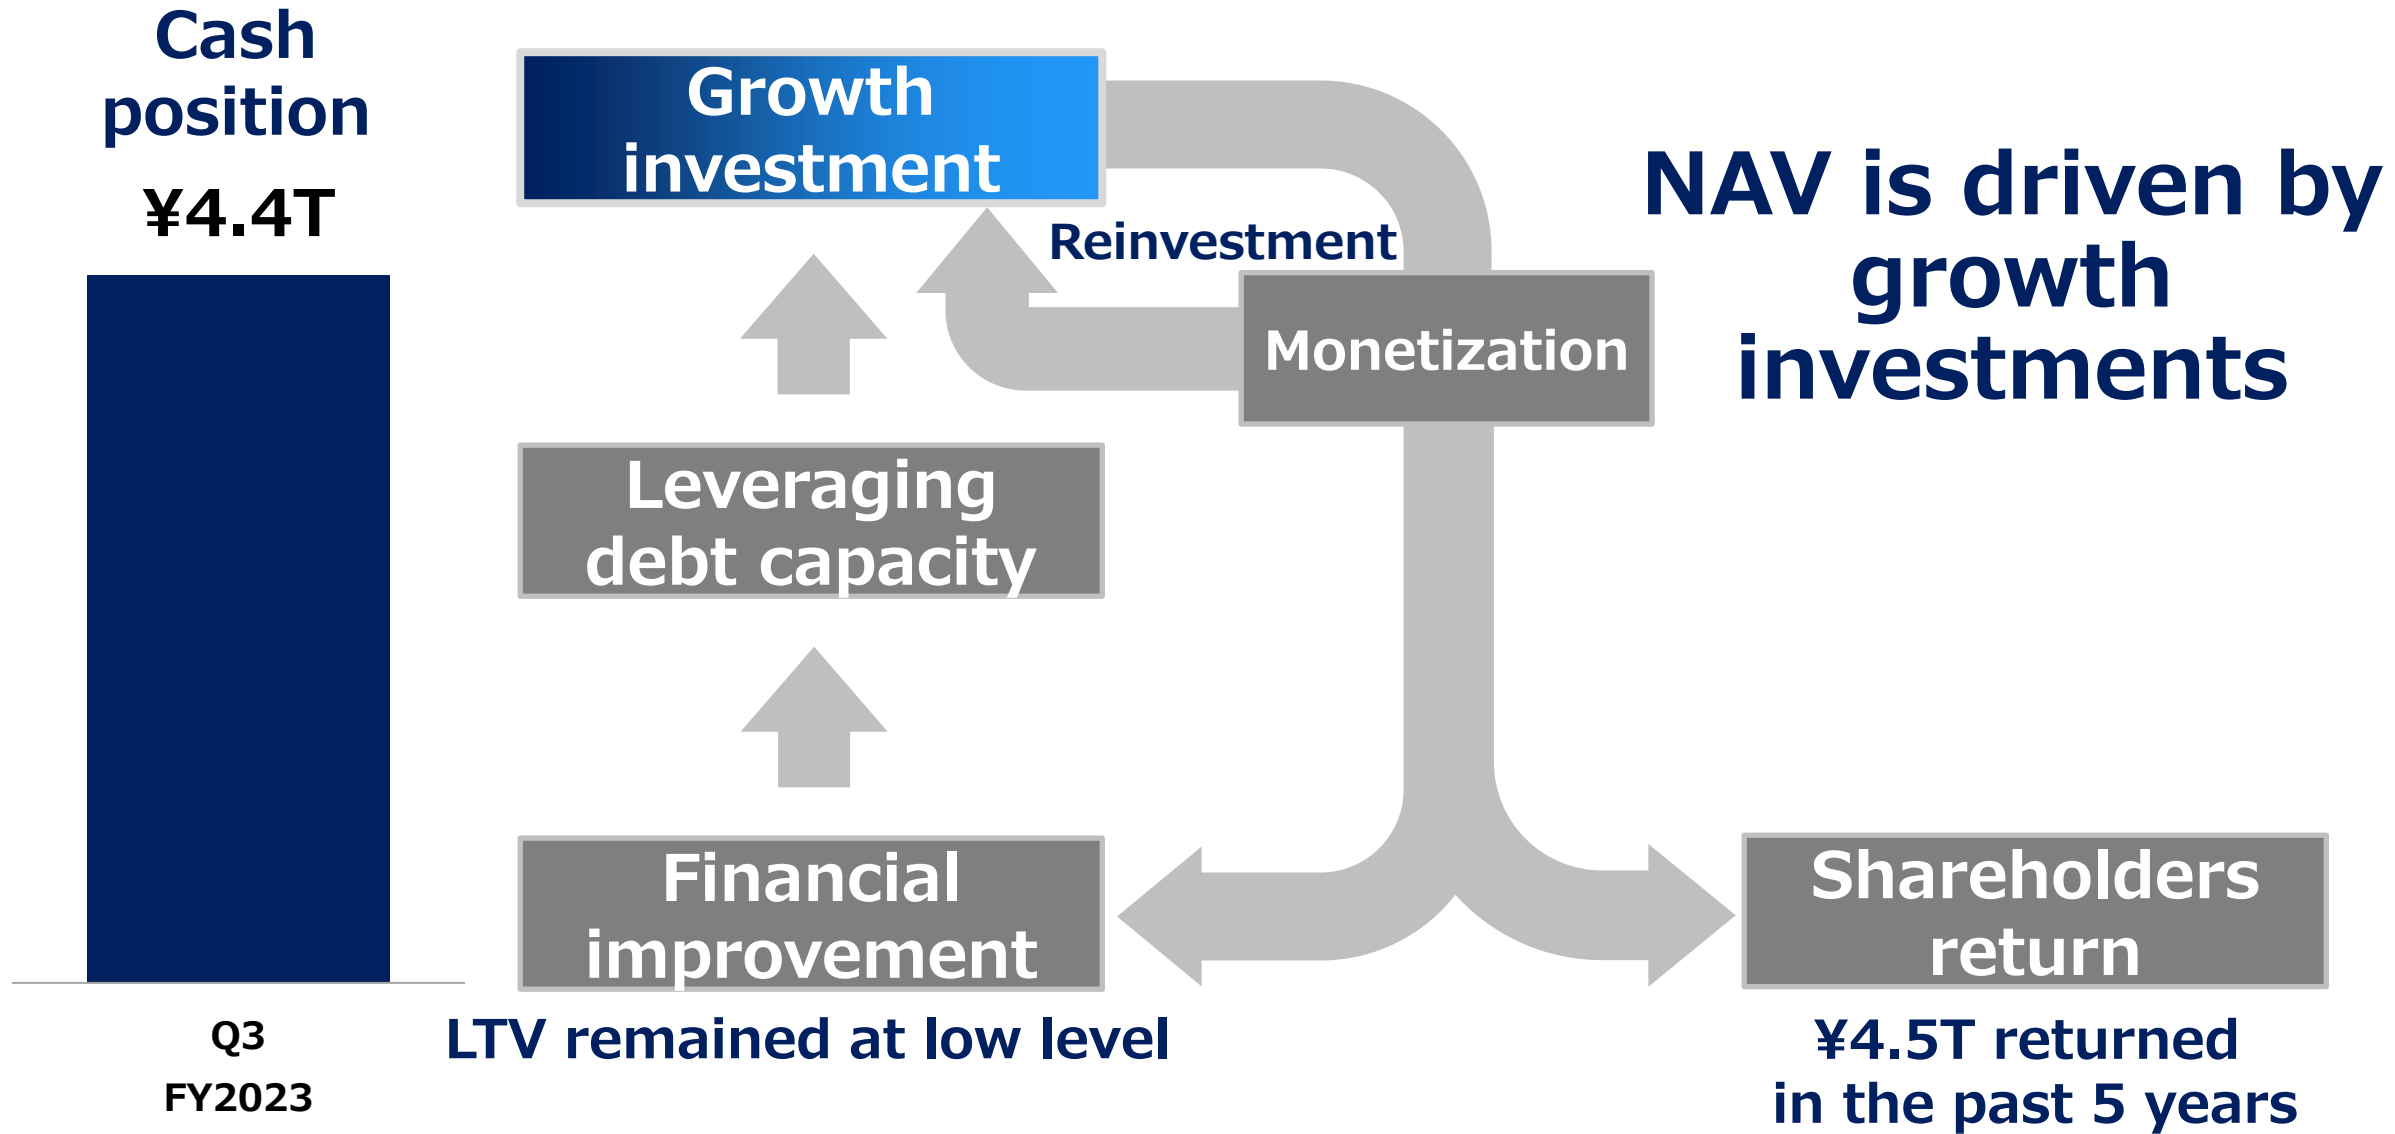 Cash
position
¥4.4T
Q3
FY2023
Growth
investment
Reinvestment
Monetization
Leveraging
debt capacity
Financial
improvement
LTV remained at low level
NAV is driven by
growth
investments
Shareholders
return
¥4.5T returned
in the past 5 years